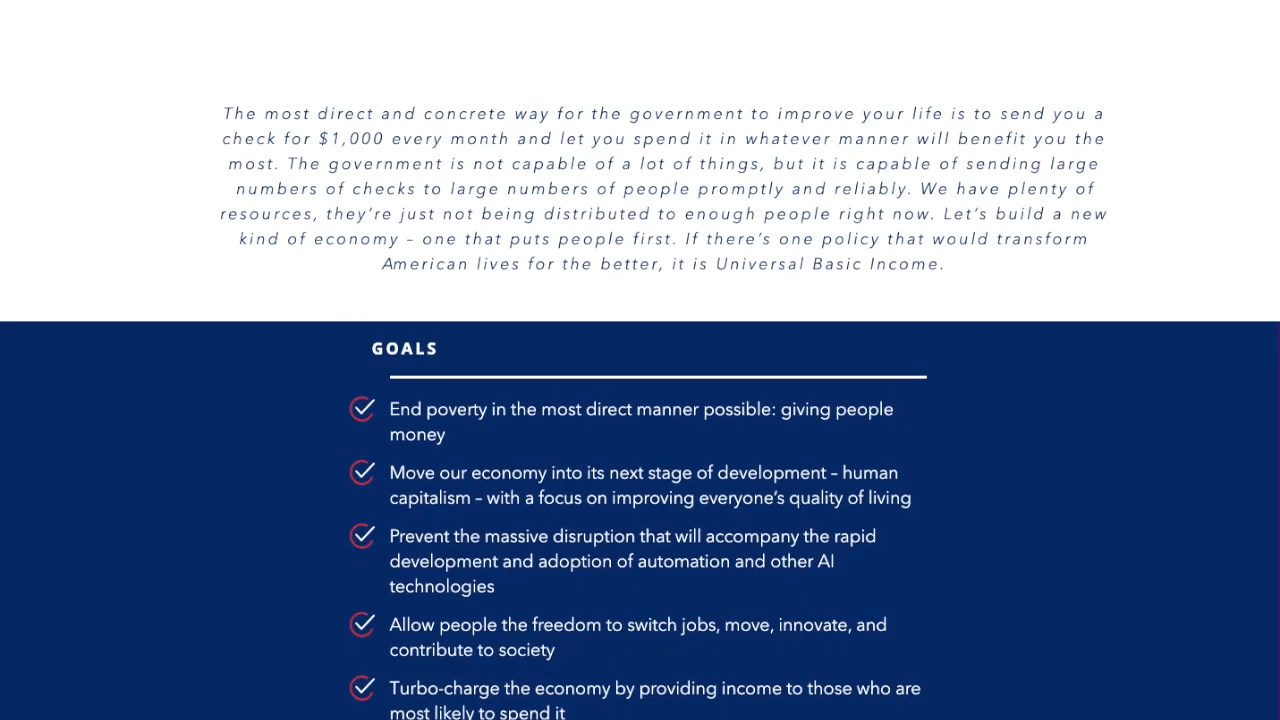 The most direct and concrete way for the government to improve your life is to send you a
check for $1,000 every month and let you spend it in whatever manner will benefit you the
most. The government is not capable of a lot of things, but it is capable of sending large
numbers of checks to large numbers of people promptly and reliably. We have plenty of
resources, they’re just not being distributed to enough people right now. Let’s build a new
kind of economy – one that puts people first. If there’s one policy that would transform
American lives for the better, it is Universal Basic Income.
GOALS
End poverty in the most direct manner possible: giving people
money
Move our economy into its next stage of development – human
capitalism – with a focus on improving everyone’s quality of living
Prevent the massive disruption that will accompany the rapid
development and adoption of automation and other AI
technologies
Allow people the freedom to switch jobs, move, innovate, and
contribute to society
Turbo-charge the economy by providing income to those who are
most likely to spend it